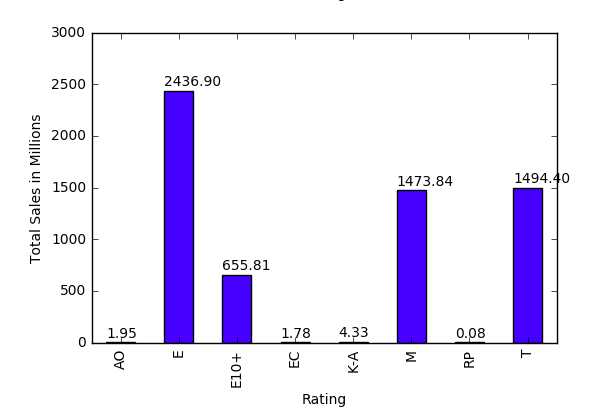 3000
2500
2000
1500
1000
500
0
Total Sales in Millions
1.95
2436.90
655.81
1.78
4.33
1473.84
0.08
1494.40
AO
E
E10+
EC
K-A
M
RP
T
Rating